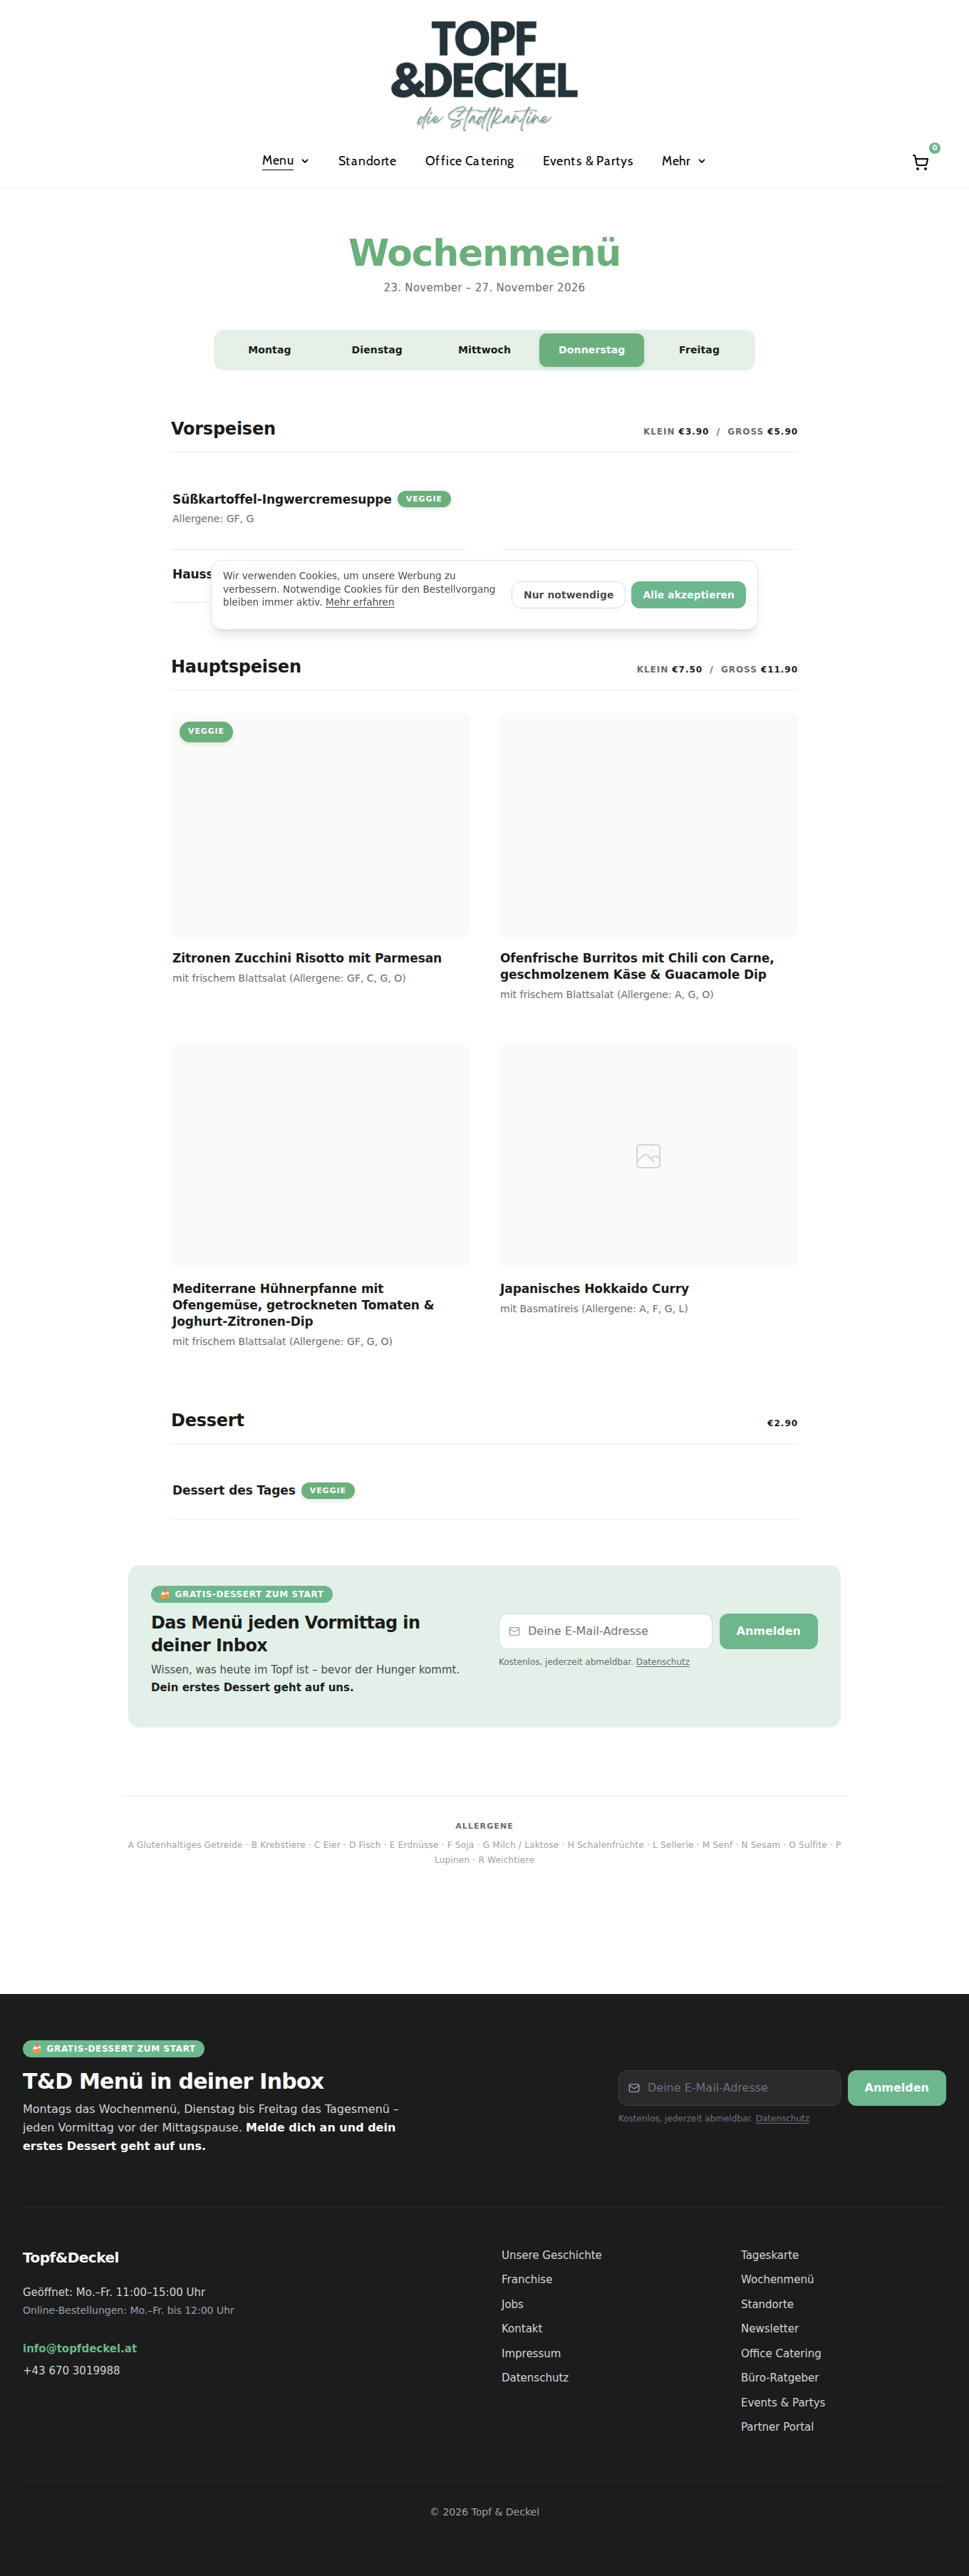 TOPF
&DECKEL
die Stadtkantine
Menu
Standorte
Office Catering
Events & Partys
Mehr
0
Wochenmenü
23. November – 27. November 2026
Montag
Dienstag
Mittwoch
Donnerstag
Freitag
Vorspeisen
KLEIN €3.90 / GROSS €5.90
Süßkartoffel-Ingwercremesuppe VEGGIE
Allergene: GF, G
Wir verwenden Cookies, um unsere Werbung zu
verbessern. Notwendige Cookies für den Bestellvorgang
bleiben immer aktiv. Mehr erfahren
Nur notwendige
Alle akzeptieren
Hauptspeisen
KLEIN €7.50 / GROSS €11.90
VEGGIE
Zitronen Zucchini Risotto mit Parmesan
mit frischem Blattsalat (Allergene: GF, C, G, O)
Ofenfrische Burritos mit Chili con Carne,
geschmolzenem Käse & Guacamole Dip
mit frischem Blattsalat (Allergene: A, G, O)
Mediterrane Hühnerpfanne mit
Ofengemüse, getrockneten Tomaten &
Joghurt-Zitronen-Dip
mit frischem Blattsalat (Allergene: GF, G, O)
Japanisches Hokkaido Curry
mit Basmatireis (Allergene: A, F, G, L)
Dessert
€2.90
Dessert des Tages VEGGIE
🍰 GRATIS-DESSERT ZUM START
Das Menü jeden Vormittag in
deiner Inbox
Wissen, was heute im Topf ist – bevor der Hunger kommt.
Dein erstes Dessert geht auf uns.
Deine E-Mail-Adresse
Anmelden
Kostenlos, jederzeit abmeldbar. Datenschutz
ALLERGENE
A Glutenhaltiges Getreide · B Krebstiere · C Eier · D Fisch · E Erdnüsse · F Soja · G Milch / Laktose · H Schalenfrüchte · L Sellerie · M Senf · N Sesam · O Sulfite · P
Lupinen · R Weichtiere
🍰 GRATIS-DESSERT ZUM START
T&D Menü in deiner Inbox
Montags das Wochenmenü, Dienstag bis Freitag das Tagesmenü –
jeden Vormittag vor der Mittagspause. Melde dich an und dein
erstes Dessert geht auf uns.
Deine E-Mail-Adresse
Anmelden
Kostenlos, jederzeit abmeldbar. Datenschutz
Topf&Deckel
Geöffnet: Mo.–Fr. 11:00–15:00 Uhr
Online-Bestellungen: Mo.–Fr. bis 12:00 Uhr
info@topfdeckel.at
+43 670 3019988
Unsere Geschichte
Franchise
Jobs
Kontakt
Impressum
Datenschutz
Tageskarte
Wochenmenü
Standorte
Newsletter
Office Catering
Büro-Ratgeber
Events & Partys
Partner Portal
© 2026 Topf & Deckel